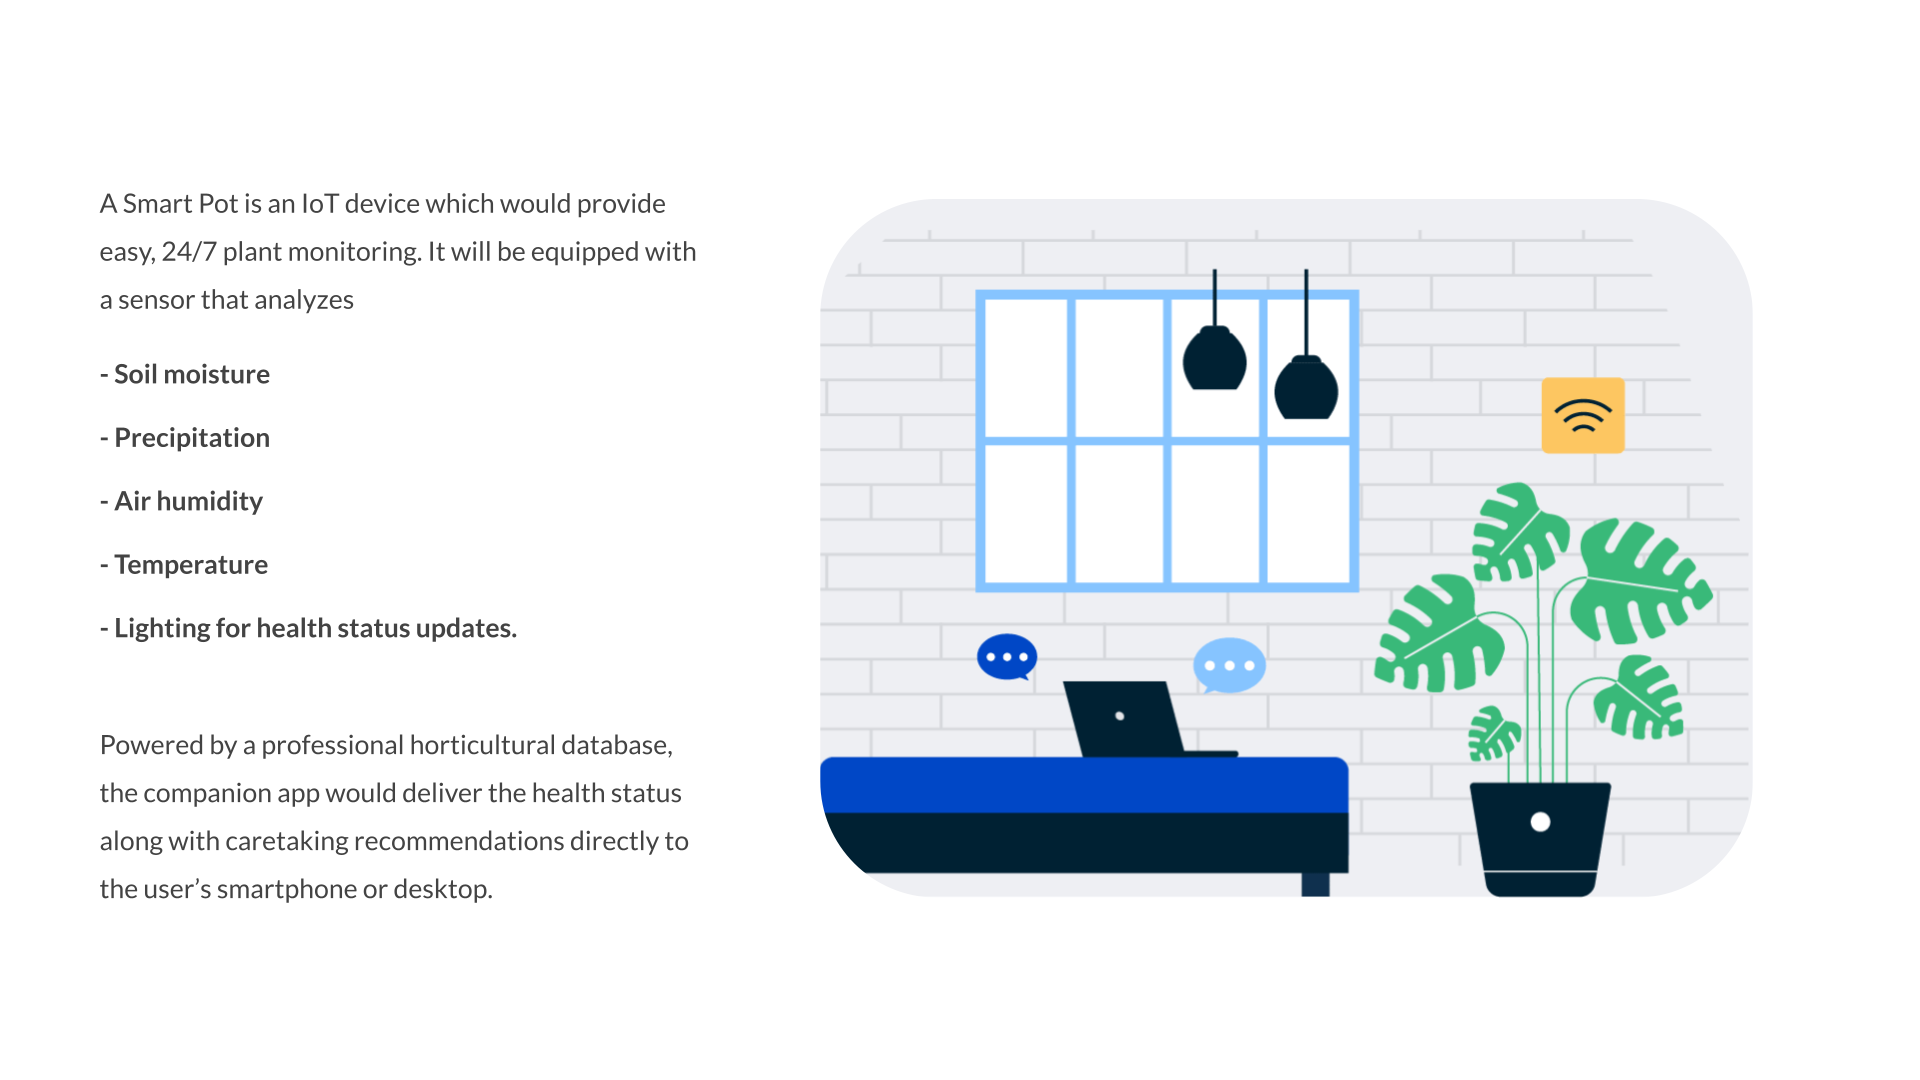 A Smart Pot is an IoT device which would provide
easy, 24/7 plant monitoring. It will be equipped with
a sensor that analyzes
- Soil moisture
- Precipitation
- Air humidity
- Temperature
- Lighting for health status updates.
Powered by a professional horticultural database,
the companion app would deliver the health status
along with caretaking recommendations directly to
the user’s smartphone or desktop.